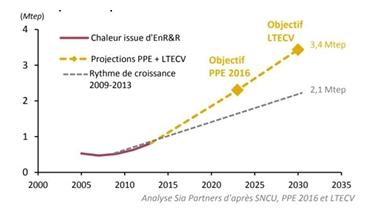 (Mtep)
4
3
2
1
0
Chaleur issue d'EnR&R
Projections PPE + LTECV
Rythme de croissance
2009-2013
Objectif
PPE 2016
Objectif
LTECV
3,4 Mtep
2,1 Mtep
2000 2005 2010 2015 2020 2025 2030 2035
Analyse Sia Partners d'après SNCU, PPE 2016 et LTECV